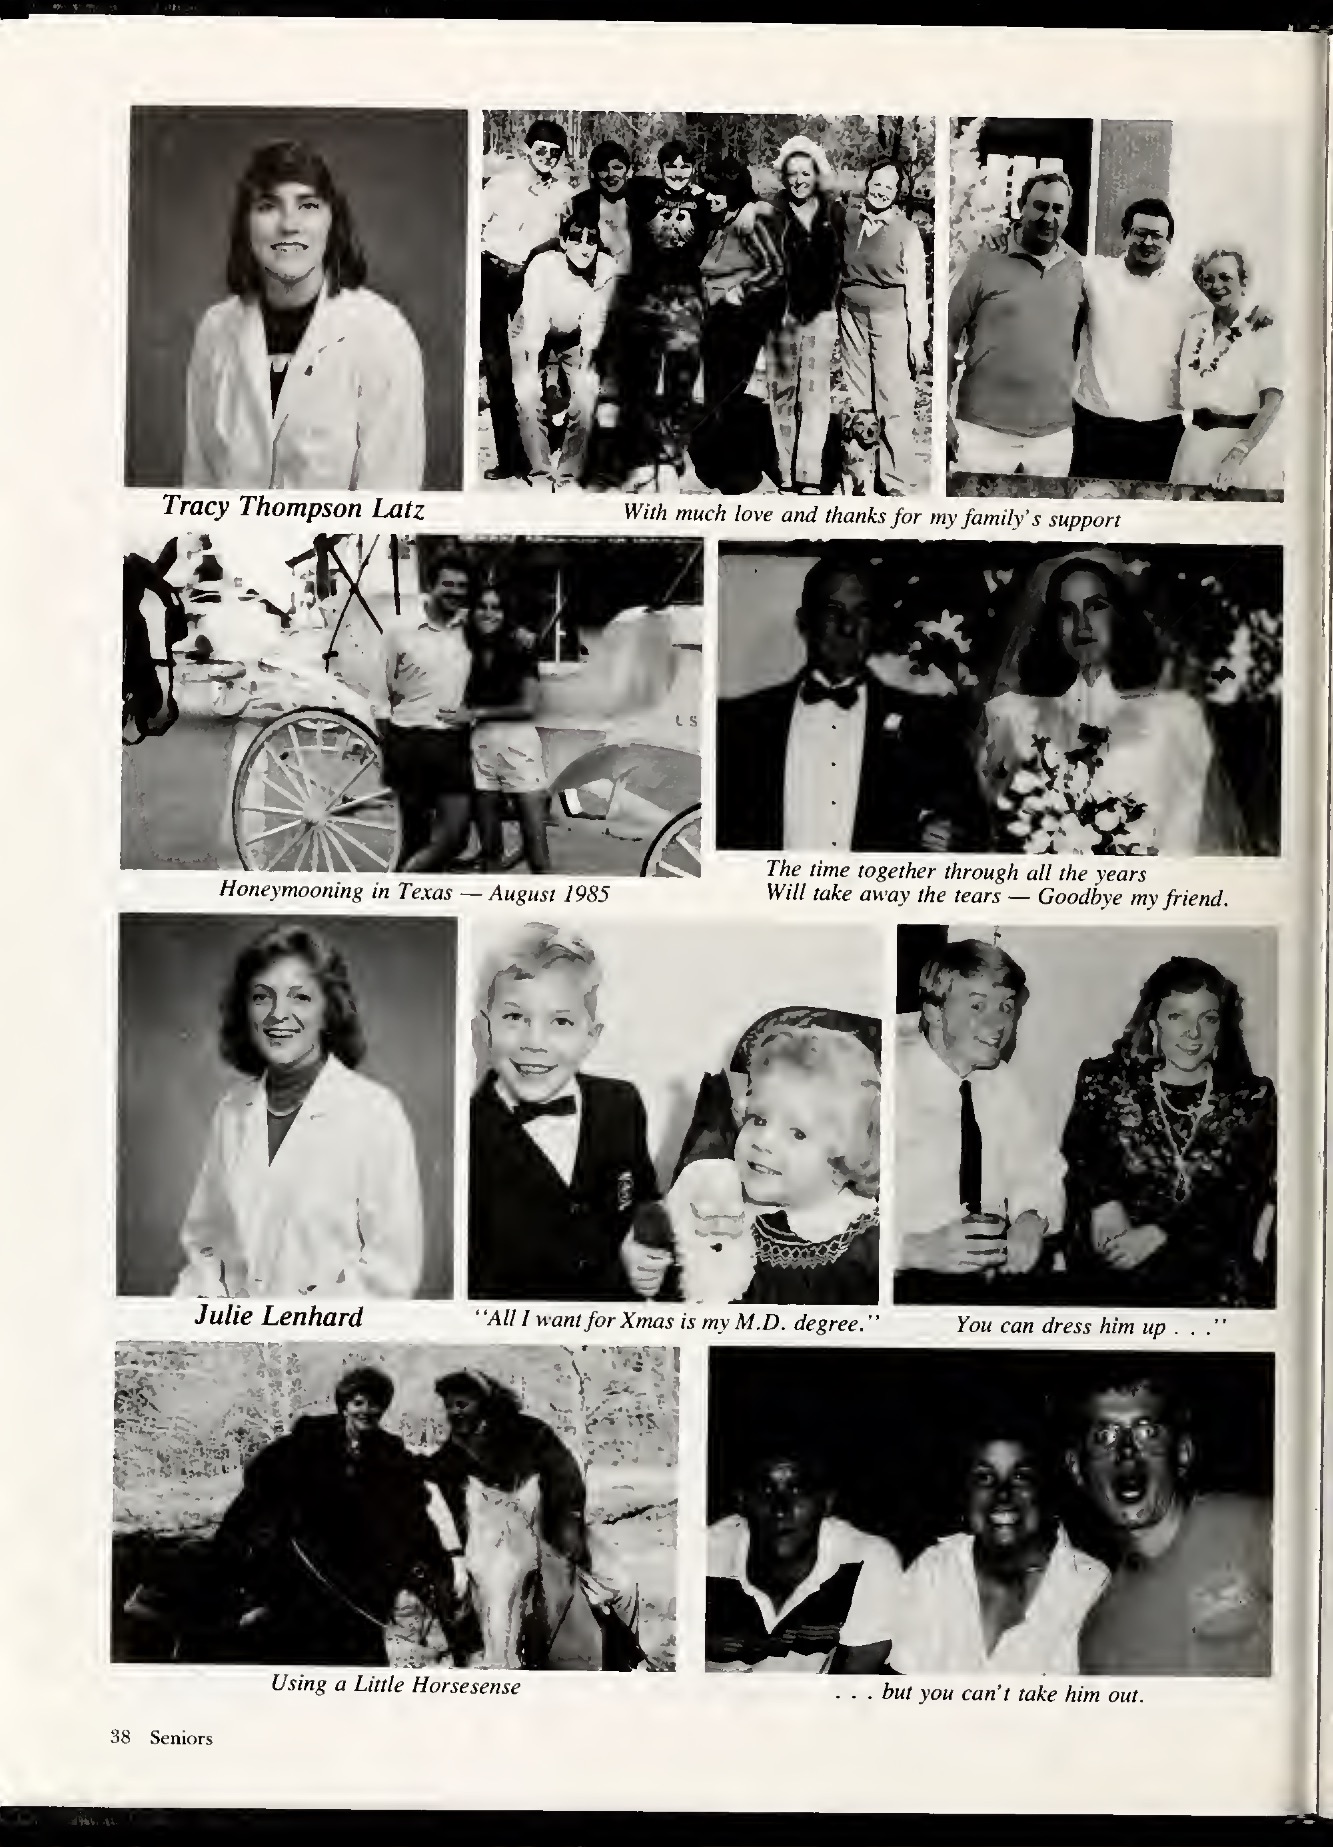 Tracy Thompson Latz
With much love and thanks for my family's support
U S
Honeymooning in Texas — August 1985
The time together through all the years
Will take away the tears — Goodbye my friend.
Julie Lenhard
"All I want for Xmas is my M.D. degree."
You can dress him up . . ."
Using a Little Horsesense
. . . but you can't take him out.
38 Seniors